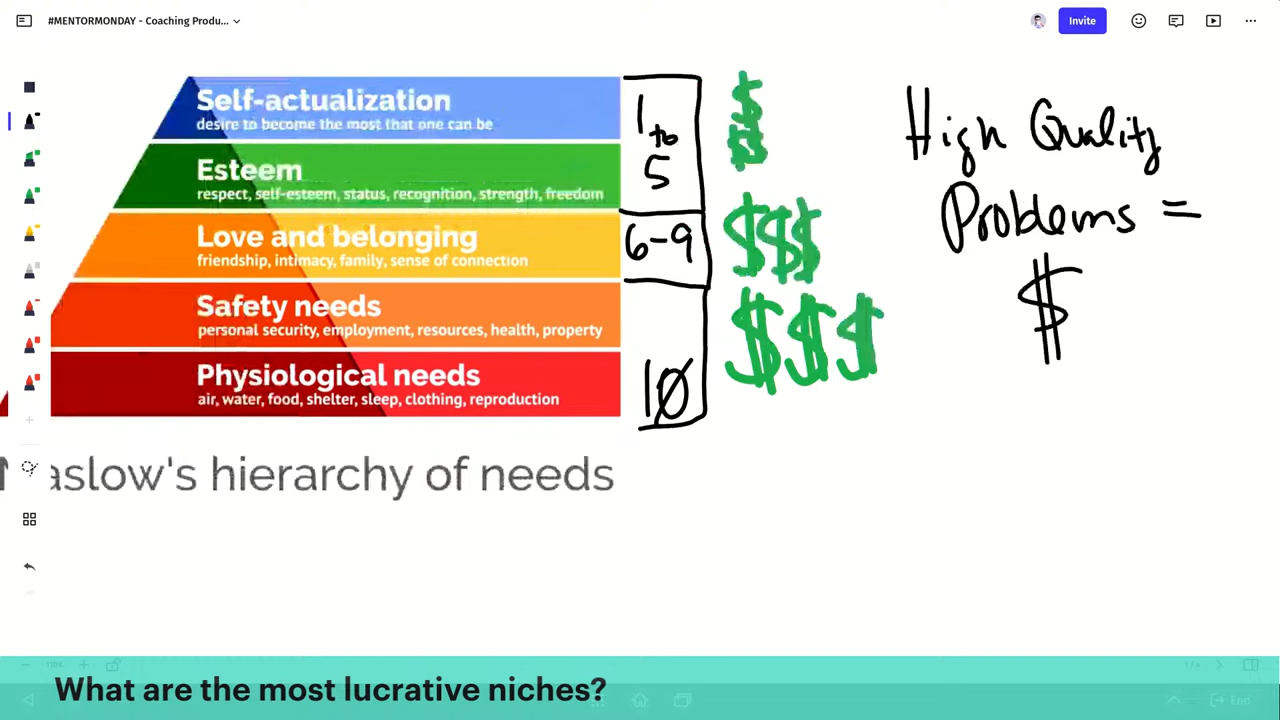 #MENTORMONDAY - Coaching Produ...
Invite
Self-actualization
desire to become the most that one can be
Esteem
respect, self-esteem, status, recognition, strength, freedom
Love and belonging
friendship, intimacy, family, sense of connection
Safety needs
personal security, employment, resources, health, property
Physiological needs
air, water, food, shelter, sleep, clothing, reproduction
aslow's hierarchy of needs
1
to
5
6-9
10
$
$
$$$
$$$
High Quality
Problems =
$
What are the most lucrative niches?
End